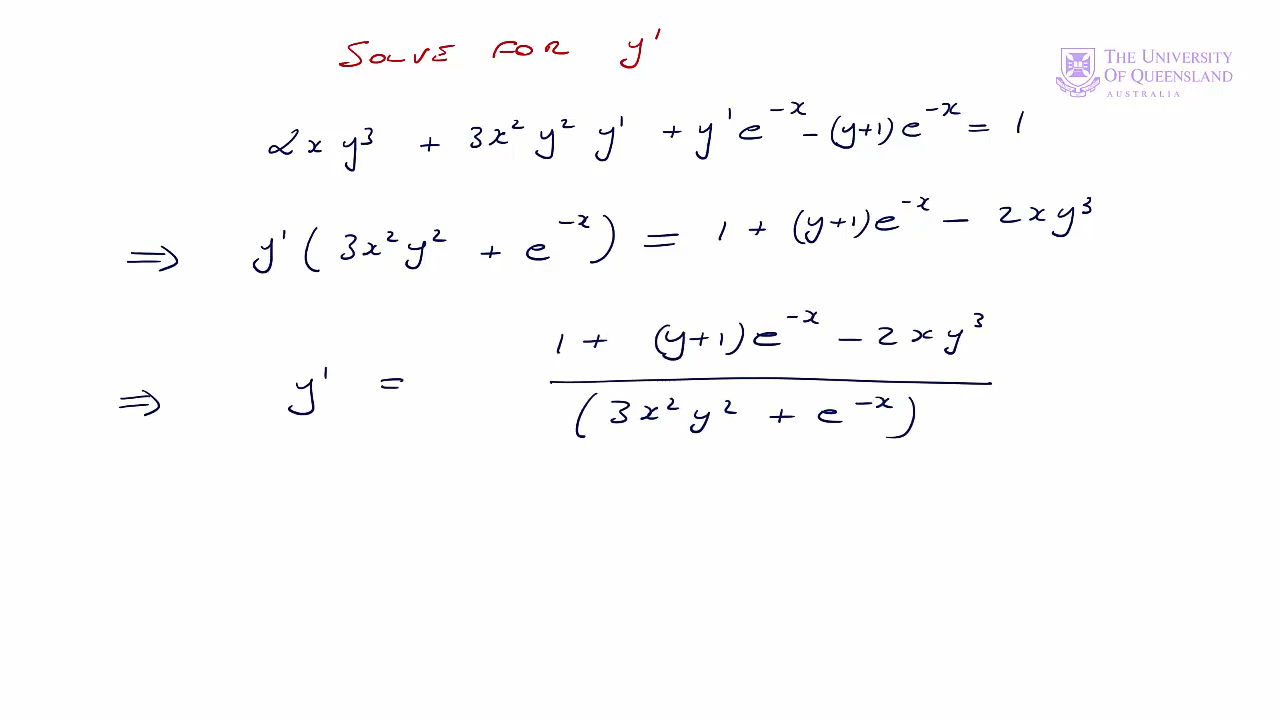 SOLVE FOR y'
THE UNIVERSITY
OF QUEENSLAND
AUSTRALIA
2xy³ + 3x²y²y' + y'e⁻ˣ - (y+1)e⁻ˣ = 1
⇒ y'(3x²y² + e⁻ˣ) = 1 + (y+1)e⁻ˣ - 2xy³
1 + (y+1)e⁻ˣ - 2xy³
⇒ y' =
(3x²y² + e⁻ˣ)